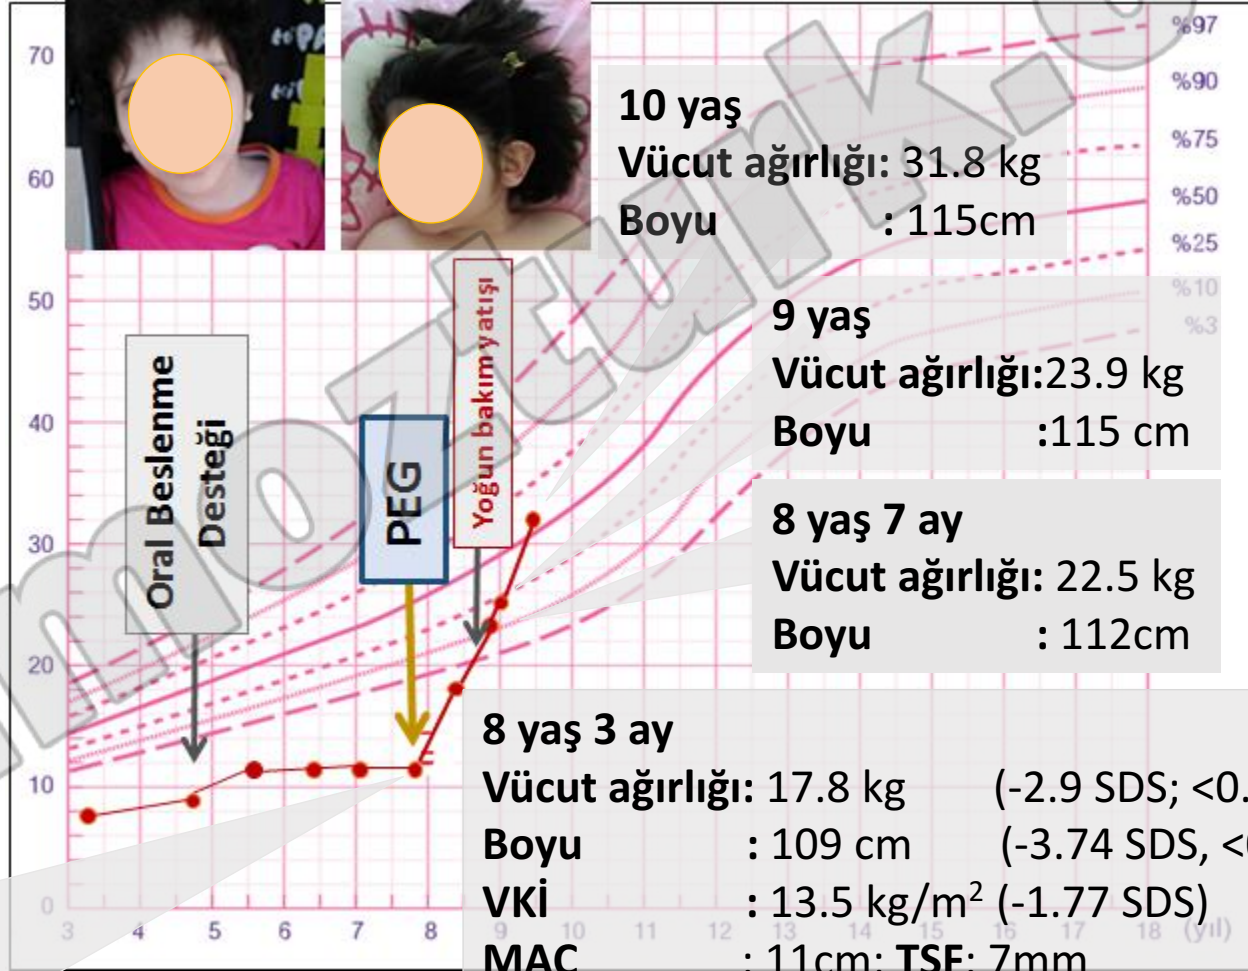 70
60
50
40
30
20
10
0
3
4
5
6
7
8
9
10
11
12
13
14
15
16
17
18 (yıl)
%97
%90
%75
%50
%25
%10
%3
Oral Beslenme
Desteği
PEG
Yoğun bakım yatışı
10 yaş
Vücut ağırlığı: 31.8 kg
Boyu : 115cm
9 yaş
Vücut ağırlığı:23.9 kg
Boyu :115 cm
8 yaş 7 ay
Vücut ağırlığı: 22.5 kg
Boyu : 112cm
8 yaş 3 ay
Vücut ağırlığı: 17.8 kg (-2.9 SDS; <0.
Boyu : 109 cm (-3.74 SDS, <
VKİ : 13.5 kg/m² (-1.77 SDS)
MAC : 11cm; TSF: 7mm
mozturk.